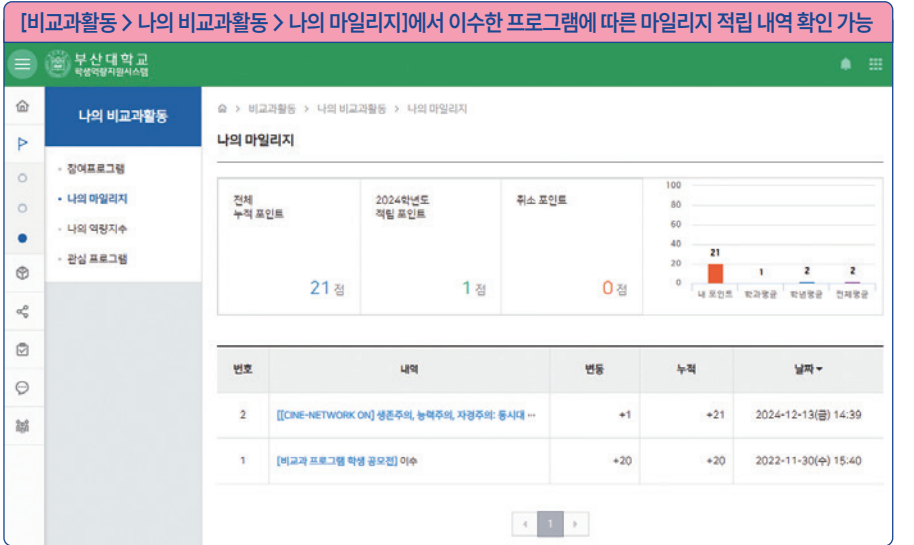 [비교과활동 > 나의 비교과활동 > 나의 마일리지]에서 이수한 프로그램에 따른 마일리지 적립 내역 확인 가능
부산대학교
학생역량지원시스템
나의 비교과활동
참여프로그램
나의 마일리지
나의 역량지수
관심 프로그램
> 비교과활동 > 나의 비교과활동 > 나의 마일리지
나의 마일리지
전체
누적 포인트
21 점
2024학년도
적립 포인트
1 점
취소 포인트
0 점
100
80
60
40
20
0
21
1
2
2
내 포인트 학과평균 학년평균 전체평균
번호 내역 변동 누적 날짜 ▾
2 [[CINE-NETWORK ON] 생존주의, 능력주의, 자경주의: 동시대 ··· +1 +21 2024-12-13(금) 14:39
1 [비교과 프로그램 학생 공모전] 이수 +20 +20 2022-11-30(수) 15:40
1